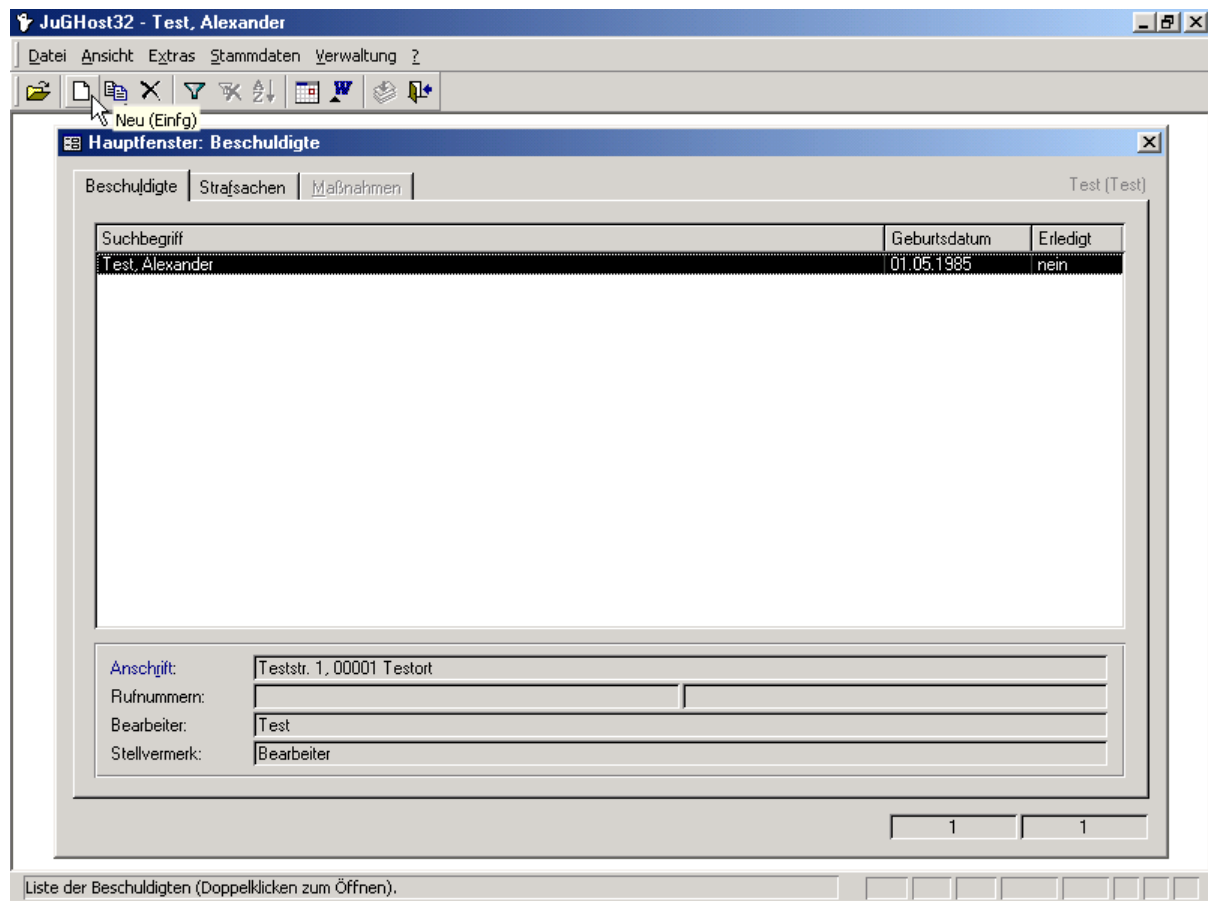 JuGHost32 - Test, Alexander
Datei Ansicht Extras Stammdaten Verwaltung ?
W
A Z
Neu (Einfg)
Hauptfenster: Beschuldigte
Beschuldigte Strafsachen Maßnahmen Test (Test)
Suchbegriff Geburtsdatum Erledigt
Test, Alexander 01.05.1985 nein
Anschrift: Teststr. 1, 00001 Testort
Rufnummern:
Bearbeiter: Test
Stellvermerk: Bearbeiter
1 1
Liste der Beschuldigten (Doppelklicken zum Öffnen).